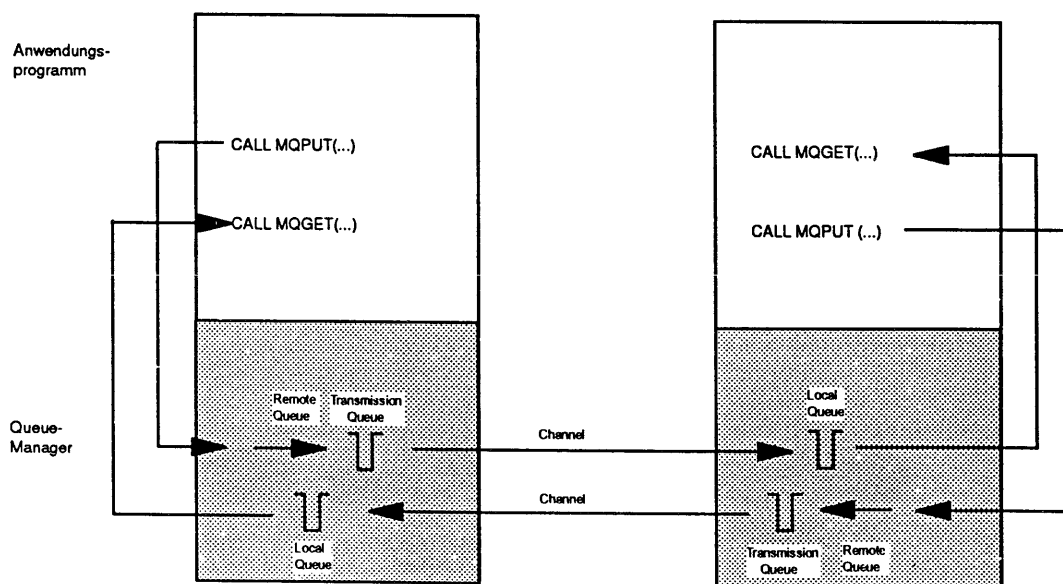 Anwendungs-
programm
CALL MQPUT(...)
CALL MQGET(...)
CALL MQGET(...)
CALL MQPUT (...)
Queue-
Manager
Remote
Queue
Transmission
Queue
Local
Queue
Channel
Local
Queue
Channel
Transmission
Queue
Remote
Queue